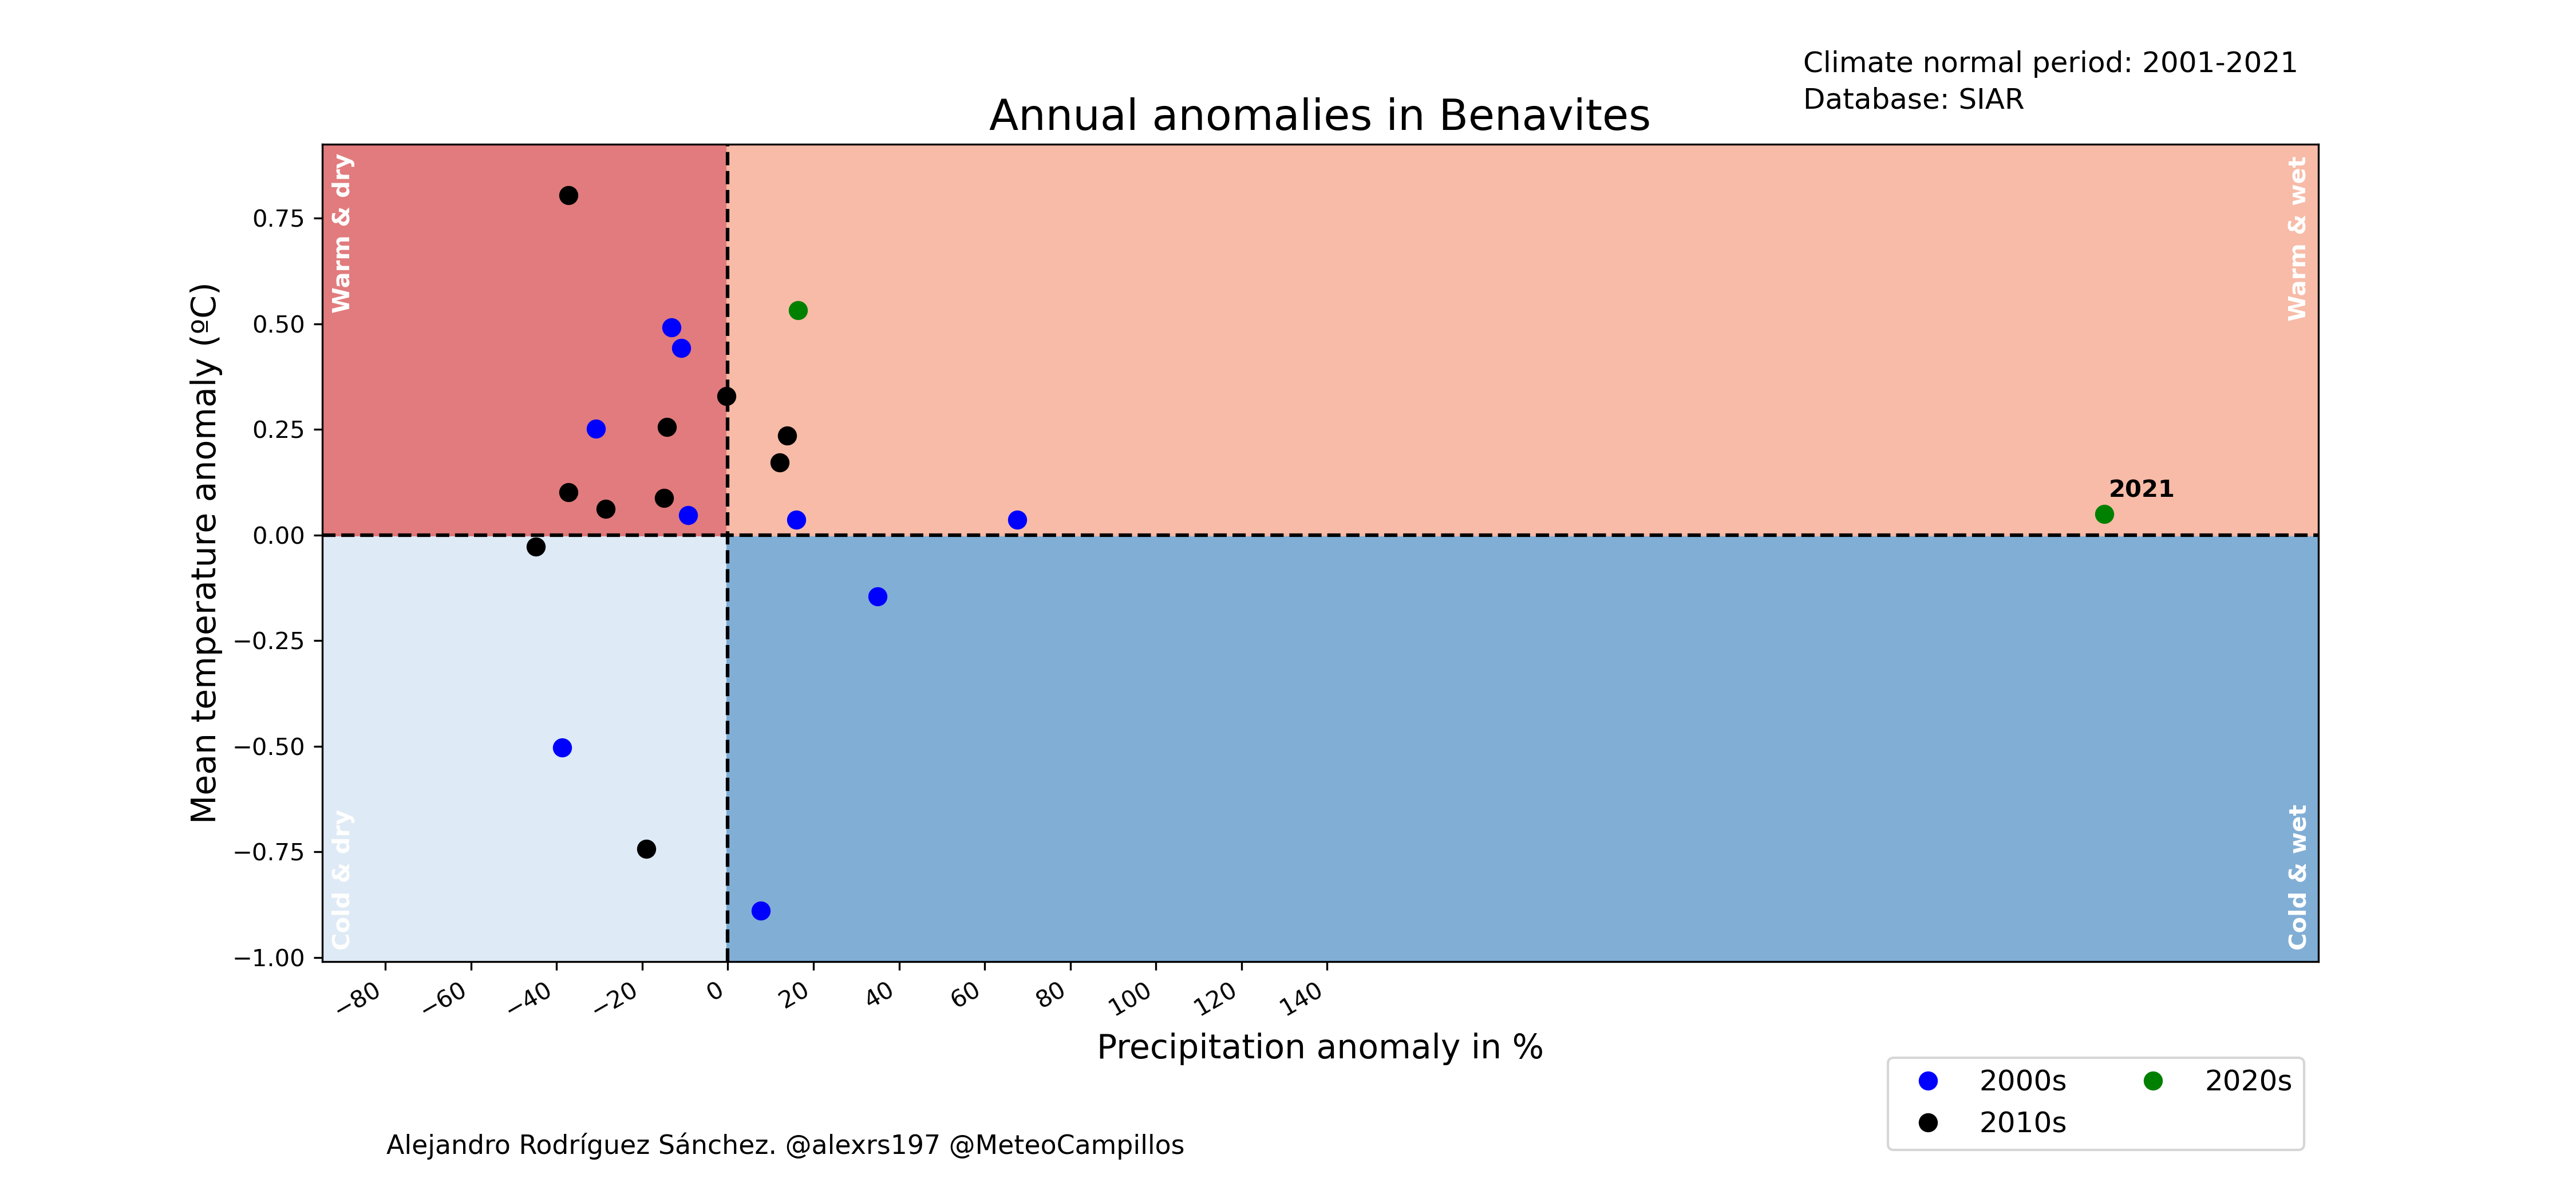 Climate normal period: 2001-2021
Database: SIAR
Annual anomalies in Benavites
Warm & dry
Warm & wet
0.75
0.50
0.25
0.00
−0.25
−0.50
−0.75
−1.00
Mean temperature anomaly (ºC)
2021
Cold & dry
Cold & wet
−80 −60 −40 −20 0 20 40 60 80 100 120 140
Precipitation anomaly in %
2000s 2020s
2010s
Alejandro Rodríguez Sánchez. @alexrs197 @MeteoCampillos